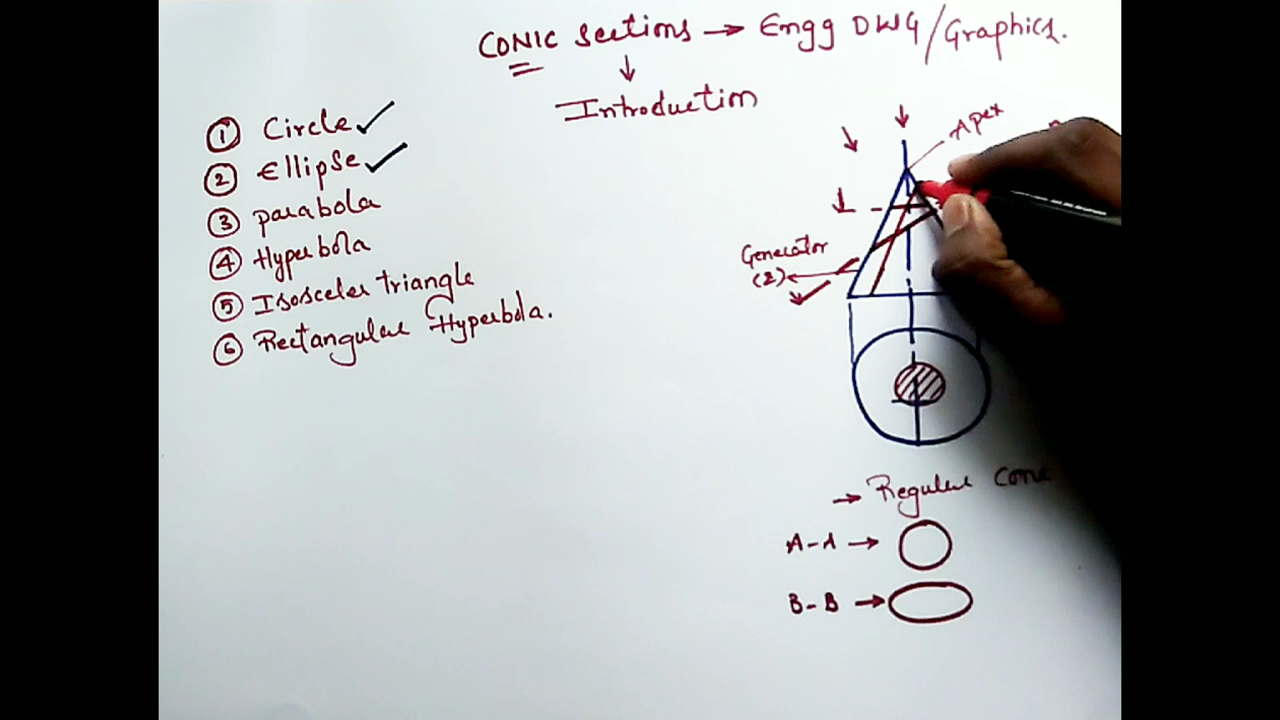 CONIC Sections → Engg DWG/Graphics.
↓
Introduction
① Circle ✓
② Ellipse ✓
③ parabola
④ Hyperbola
⑤ Isosceles triangle
⑥ Rectangular Hyperbola.
Apex
Generator
(2)
→ Regular Cone
A-A →
B-B →